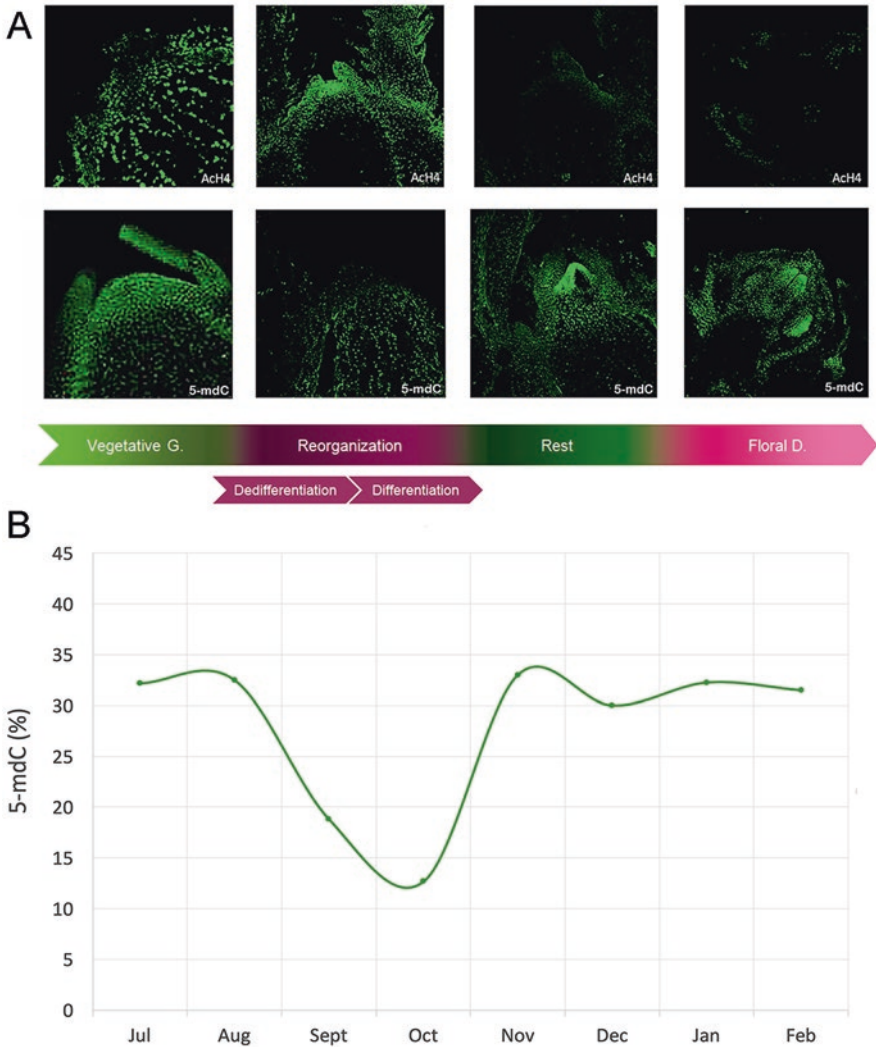 A
AcH4 AcH4 AcH4 AcH4
5-mdC 5-mdC 5-mdC 5-mdC
Vegetative G. Reorganization Rest Floral D.
Dedifferentiation Differentiation
B
5-mdC (%)
45
40
35
30
25
20
15
10
5
0
Jul Aug Sept Oct Nov Dec Jan Feb